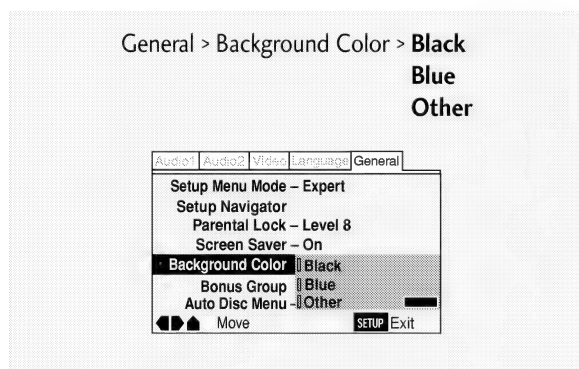 General > Background Color > Black
Blue
Other
Audio1 Audio2 Video Language General
Setup Menu Mode – Expert
Setup Navigator
Parental Lock – Level 8
Screen Saver – On
Background Color Black
Bonus Group Blue
Auto Disc Menu - Other
Move SETUP Exit